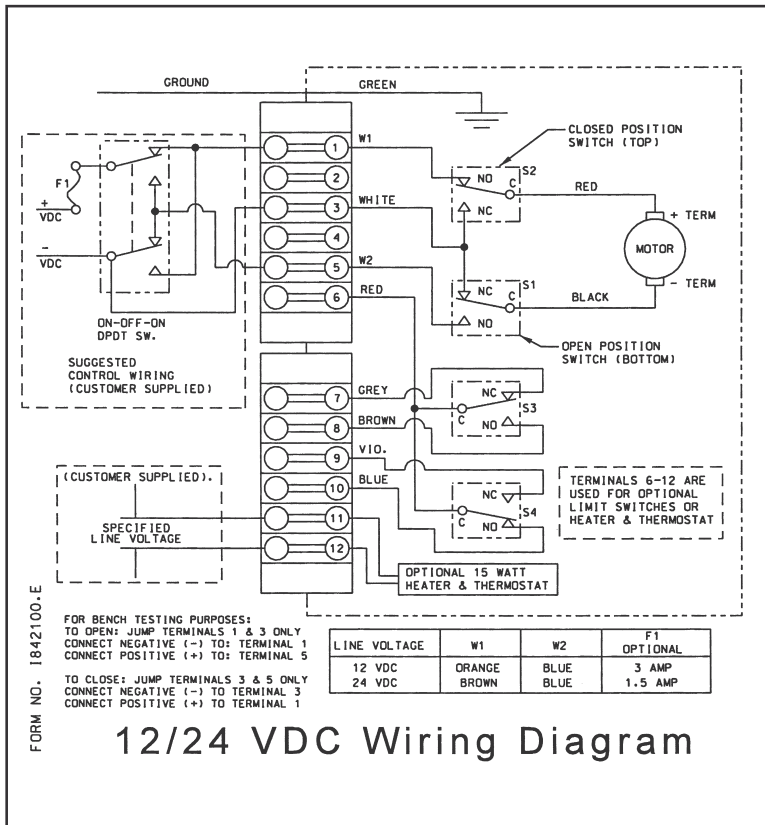 GROUND
GREEN
W1
CLOSED POSITION
SWITCH (TOP)
1
F1
+
VDC
-
VDC
2
NO
S2
C
RED
NC
3
WHITE
+ TERM
MOTOR
- TERM
4
5
W2
NC
S1
C
BLACK
NO
6
RED
ON-OFF-ON
DPDT SW.
OPEN POSITION
SWITCH (BOTTOM)
SUGGESTED
CONTROL WIRING
(CUSTOMER SUPPLIED)
7
GREY
NC
S3
C
NO
8
BROWN
9
VIO.
10
BLUE
NC
S4
C
NO
TERMINALS 6-12 ARE
USED FOR OPTIONAL
LIMIT SWITCHES OR
HEATER & THERMOSTAT
(CUSTOMER SUPPLIED).
SPECIFIED
LINE VOLTAGE
11
12
OPTIONAL 15 WATT
HEATER & THERMOSTAT
FORM NO. I842100.E
FOR BENCH TESTING PURPOSES:
TO OPEN: JUMP TERMINALS 1 & 3 ONLY
CONNECT NEGATIVE (-) TO: TERMINAL 1
CONNECT POSITIVE (+) TO: TERMINAL 5
TO CLOSE: JUMP TERMINALS 3 & 5 ONLY
CONNECT NEGATIVE (-) TO TERMINAL 3
CONNECT POSITIVE (+) TO TERMINAL 1
LINE VOLTAGE W1 W2 F1 OPTIONAL
12 VDC ORANGE BLUE 3 AMP
24 VDC BROWN BLUE 1.5 AMP
12/24 VDC Wiring Diagram